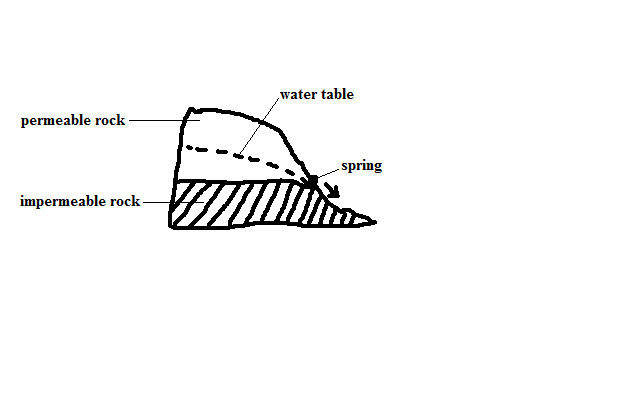 water table
permeable rock
spring
impermeable rock